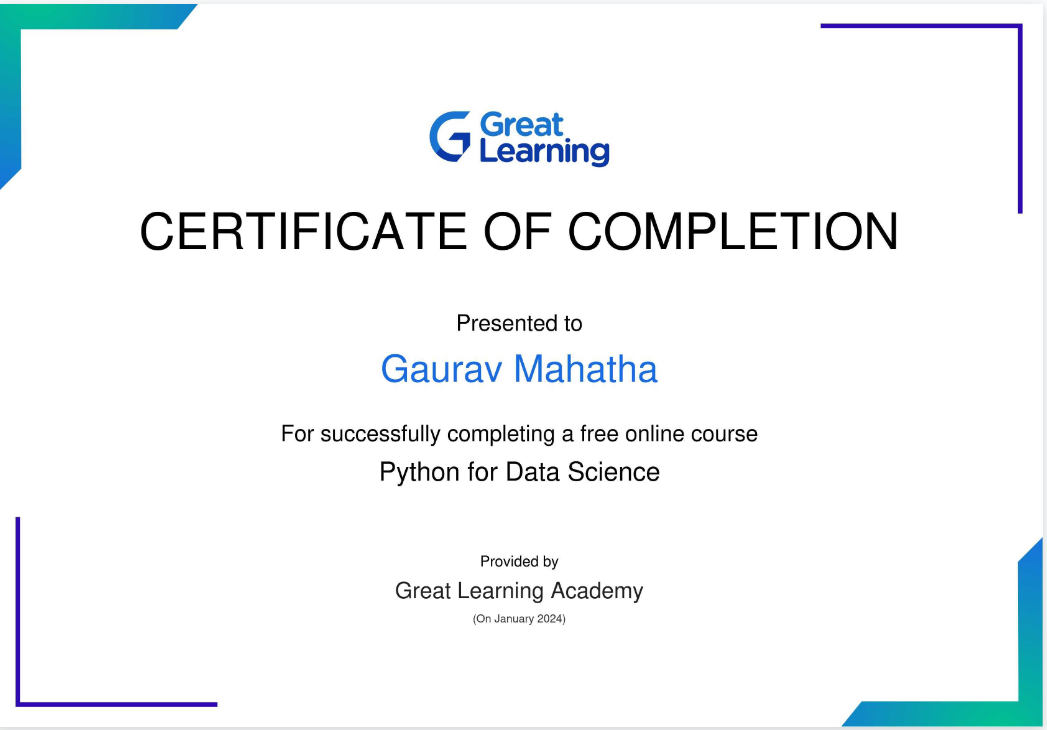 Great
Learning
CERTIFICATE OF COMPLETION
Presented to
Gaurav Mahatha
For successfully completing a free online course
Python for Data Science
Provided by
Great Learning Academy
(On January 2024)